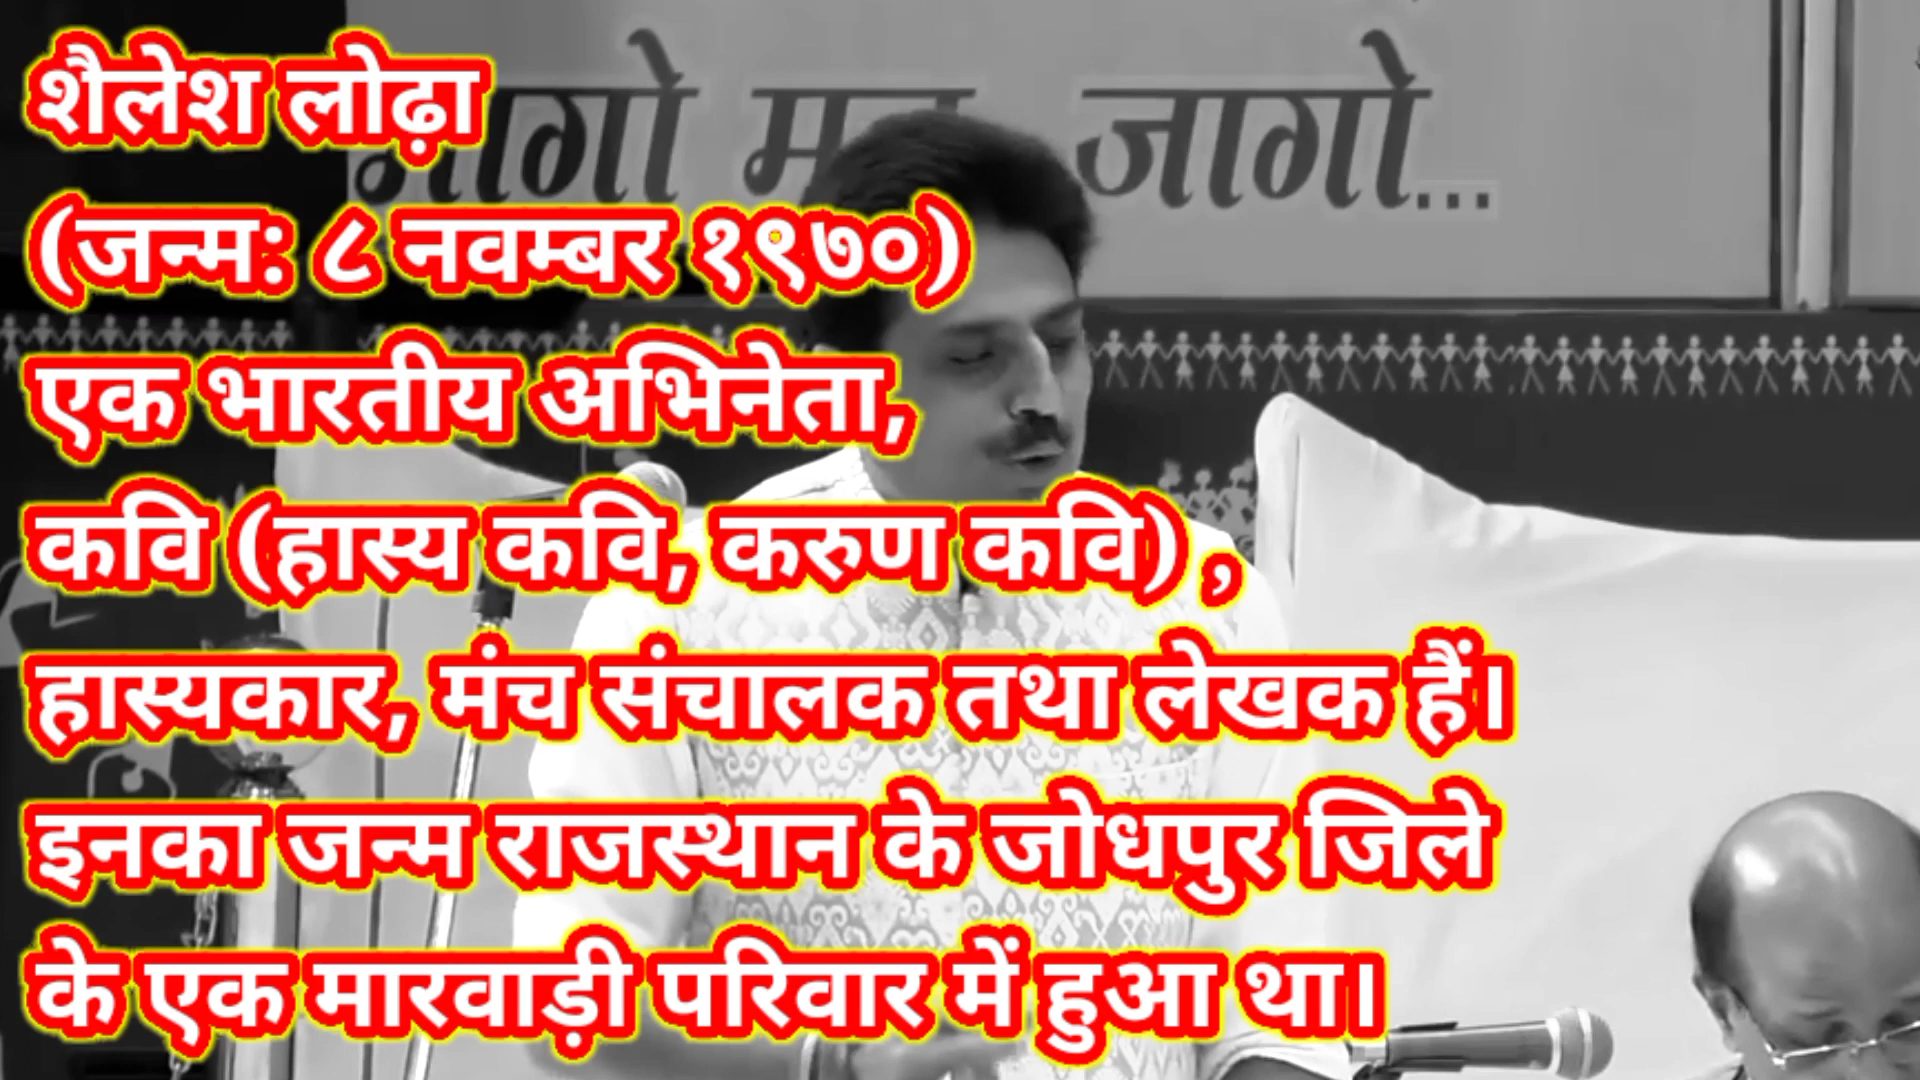 शैलेश लोढ़ा
(जन्म: ८ नवम्बर १९७०)
एक भारतीय अभिनेता,
कवि (हास्य कवि, करुण कवि) ,
हास्यकार, मंच संचालक तथा लेखक हैं।
इनका जन्म राजस्थान के जोधपुर जिले
के एक मारवाड़ी परिवार में हुआ था।
जागो...